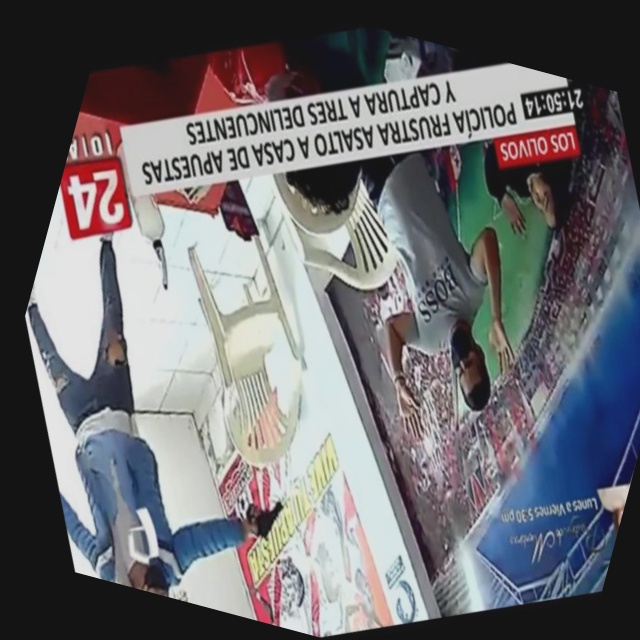 LOS OLIVOS
21:50:14
POLICÍA FRUSTRA ASALTO A CASA DE APUESTAS
Y CAPTURA A TRES DELINCUENTES
24
BOSS
Lunes a Viernes 5:30 pm